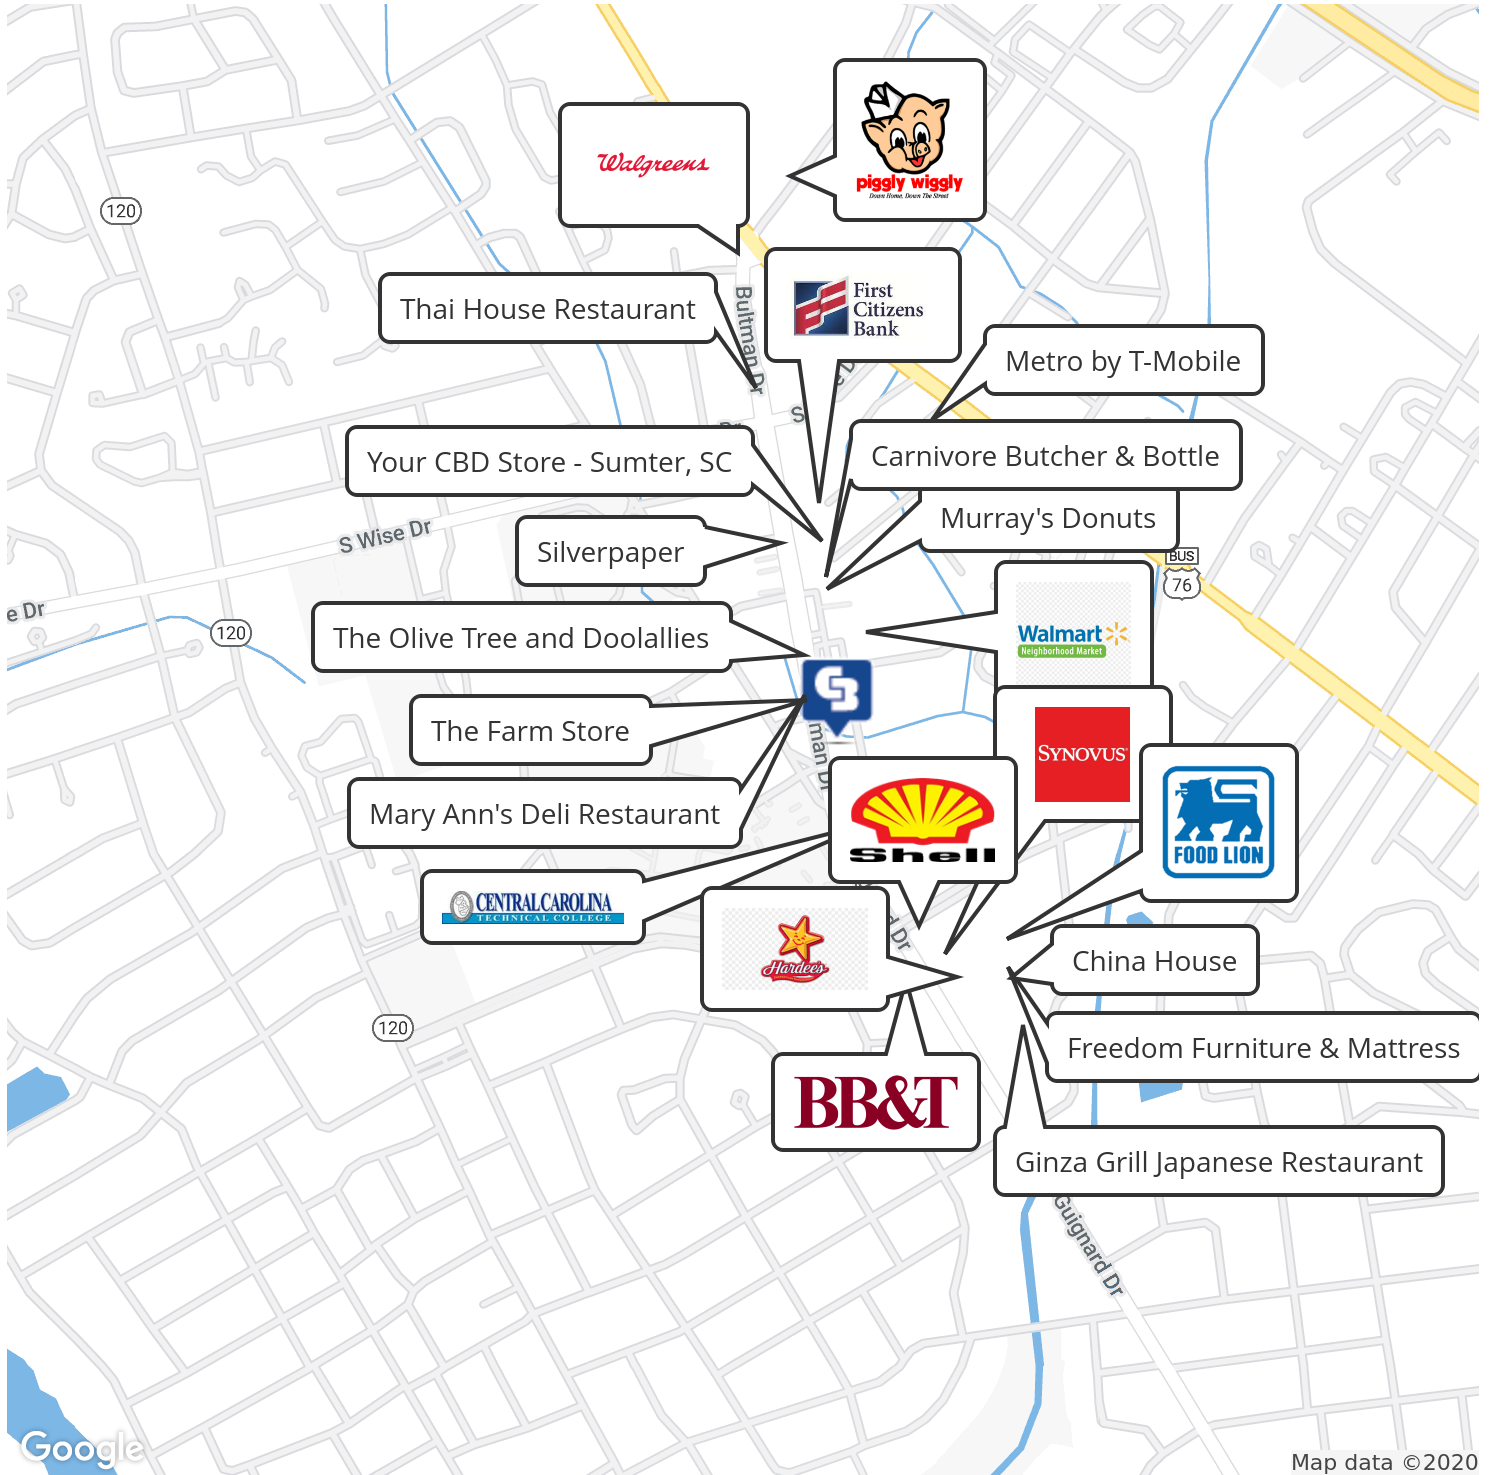 piggly wiggly
Down Home, Down The Street
Walgreens
120
Thai House Restaurant
Bultman Dr
First
Citizens
Bank
Metro by T-Mobile
Your CBD Store - Sumter, SC
Carnivore Butcher & Bottle
Murray's Donuts
S Wise Dr
Silverpaper
BUS
76
e Dr
120
The Olive Tree and Doolallies
Walmart
Neighborhood Market
The Farm Store
man Dr
SYNOVUS
Mary Ann's Deli Restaurant
Shell
FOOD LION
CENTRAL CAROLINA
TECHNICAL COLLEGE
d Dr
Hardee's
China House
120
Freedom Furniture & Mattress
BB&T
Ginza Grill Japanese Restaurant
Guignard Dr
Google
Map data ©2020